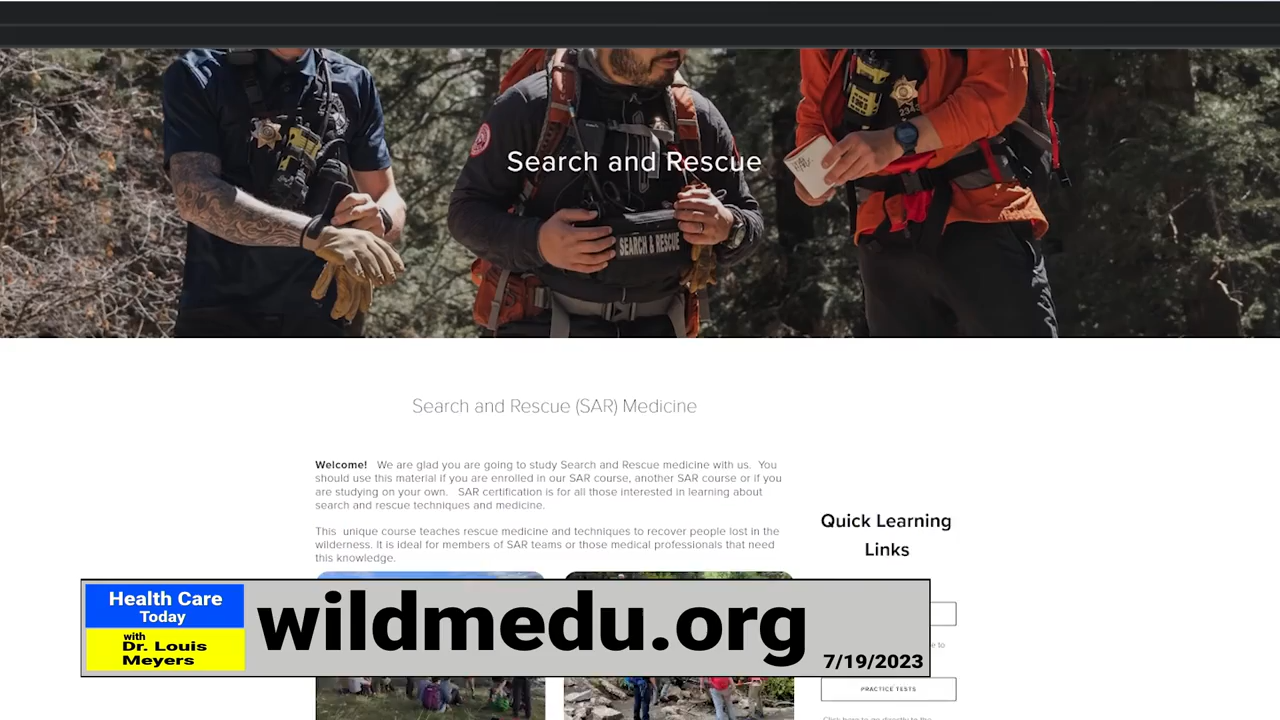 Search and Rescue
SEARCH & RESCUE
Search and Rescue (SAR) Medicine
Welcome! We are glad you are going to study Search and Rescue medicine with us. You
should use this material if you are enrolled in our SAR course, another SAR course or if you
are studying on your own. SAR certification is for all those interested in learning about
search and rescue techniques and medicine.
This unique course teaches rescue medicine and techniques to recover people lost in the
wilderness. It is ideal for members of SAR teams or those medical professionals that need
this knowledge.
Quick Learning
Links
e to
PRACTICE TESTS
Health Care
Today
with
Dr. Louis
Meyers
wildmedu.org
7/19/2023